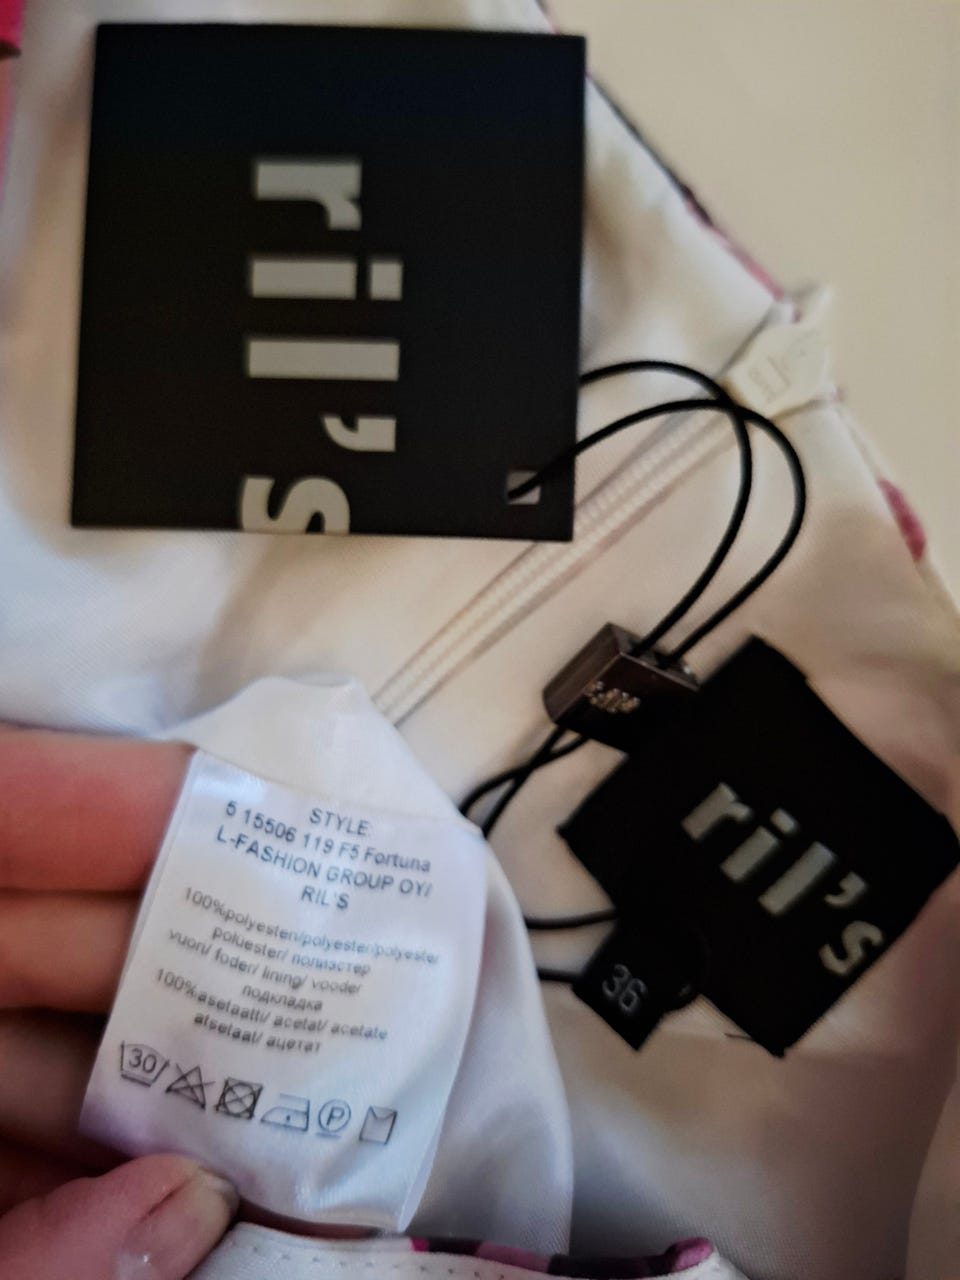 ril's
ril's
36
STYLE:
5 15506 119 F5 Fortuna
L-FASHION GROUP OY/
RIL'S
100%polyesteri/polyester/polyester
polüester/ полиэстер
vuori/ foder/ lining/ vooder
подкладка
100%asetaatti/ acetat/ acetate
atsetaat/ ацетат
30
P